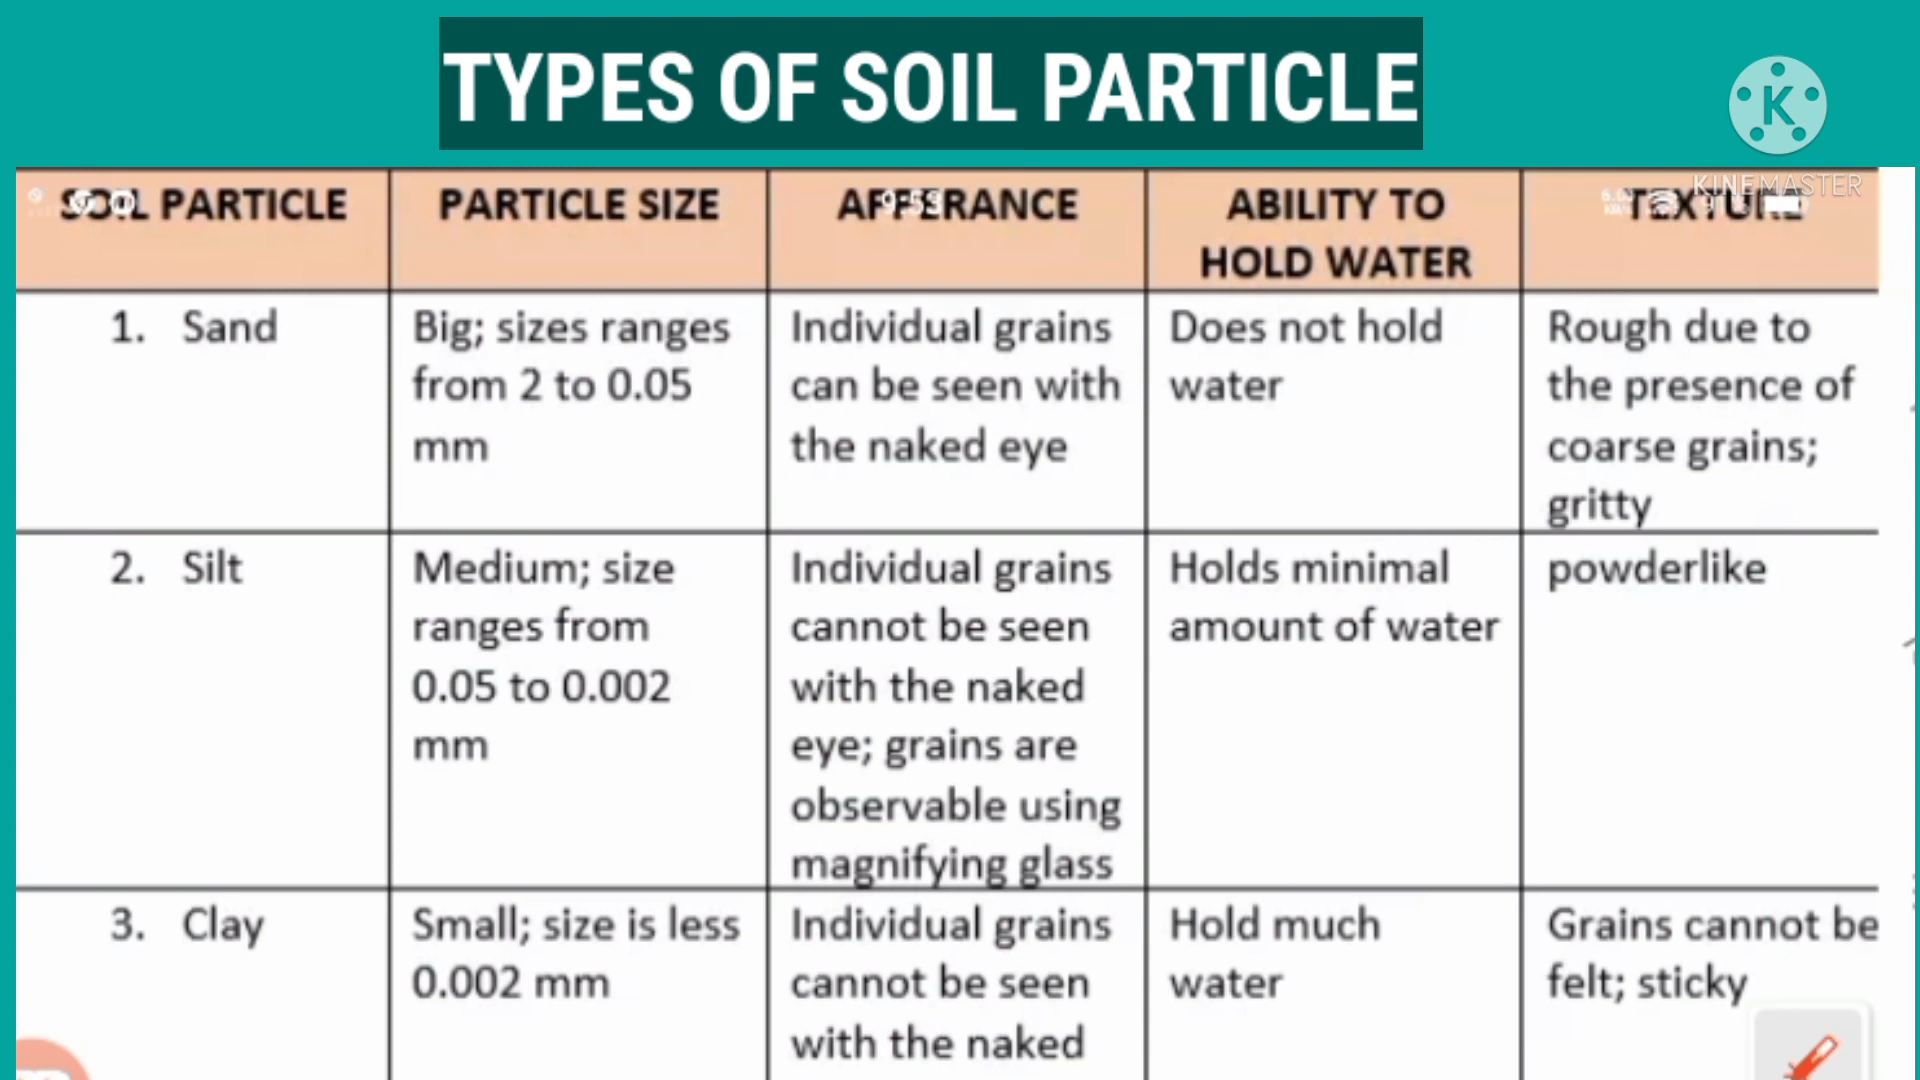 TYPES OF SOIL PARTICLE
K
KINEMASTER
SOIL PARTICLE
PARTICLE SIZE
AFFERANCE
9:53
ABILITY TO
HOLD WATER
TEXTURE
1. Sand
Big; sizes ranges
from 2 to 0.05
mm
Individual grains
can be seen with
the naked eye
Does not hold
water
Rough due to
the presence of
coarse grains;
gritty
2. Silt
Medium; size
ranges from
0.05 to 0.002
mm
Individual grains
cannot be seen
with the naked
eye; grains are
observable using
magnifying glass
Holds minimal
amount of water
powderlike
3. Clay
Small; size is less
0.002 mm
Individual grains
cannot be seen
with the naked
Hold much
water
Grains cannot be
felt; sticky